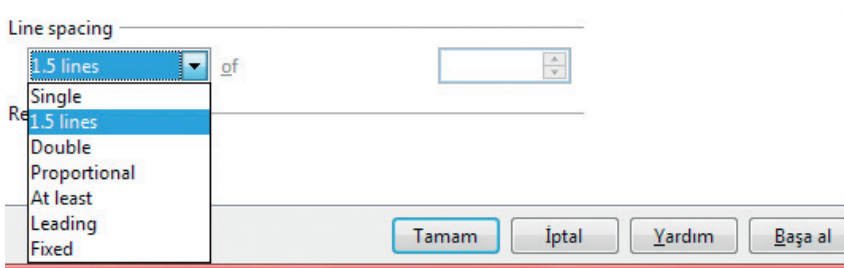 Line spacing
1.5 lines of
Single
Re
1.5 lines
Double
Proportional
At least
Leading
Fixed
Tamam İptal Yardım Başa al